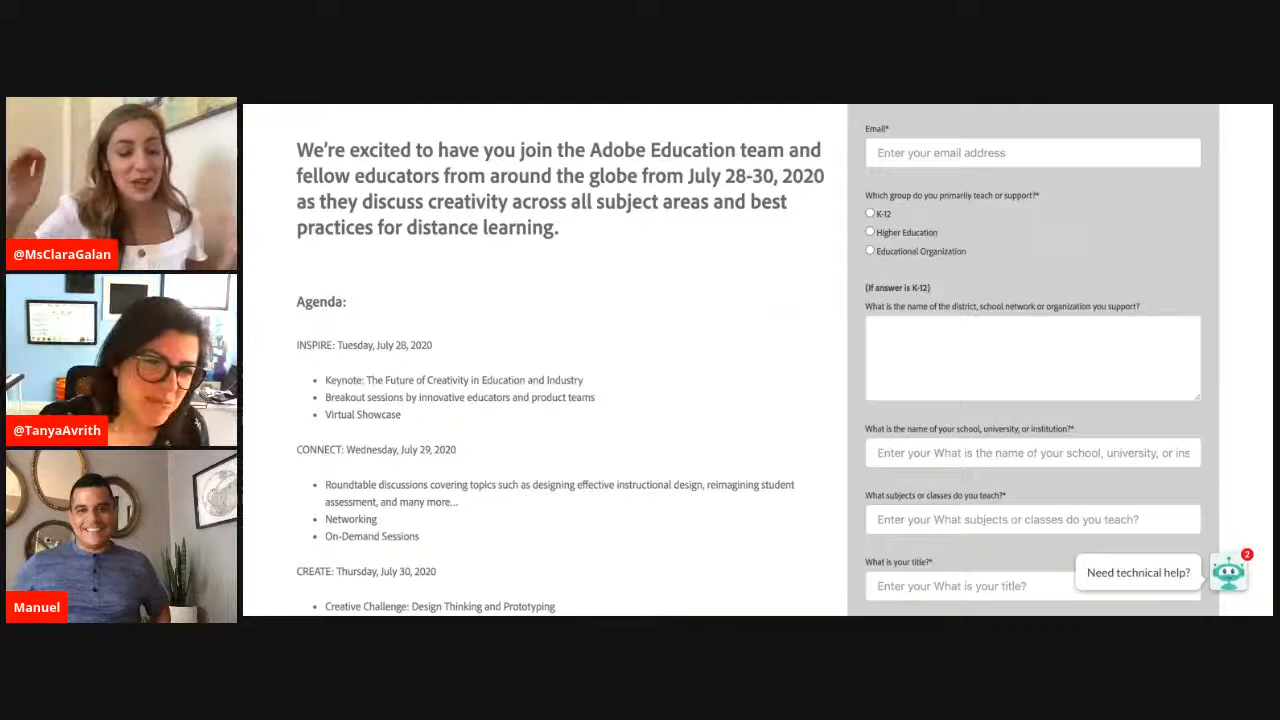 @MsClaraGalan
@TanyaAvrith
Manuel
We're excited to have you join the Adobe Education team and
fellow educators from around the globe from July 28-30, 2020
as they discuss creativity across all subject areas and best
practices for distance learning.
Agenda:
INSPIRE: Tuesday, July 28, 2020
• Keynote: The Future of Creativity in Education and Industry
• Breakout sessions by innovative educators and product teams
• Virtual Showcase
CONNECT: Wednesday, July 29, 2020
• Roundtable discussions covering topics such as designing effective instructional design, reimagining student
assessment, and many more...
• Networking
• On-Demand Sessions
CREATE: Thursday, July 30, 2020
• Creative Challenge: Design Thinking and Prototyping
Email*
Enter your email address
Which group do you primarily teach or support?*
K-12
Higher Education
Educational Organization
(If answer is K-12)
What is the name of the district, school network or organization you support?
What is the name of your school, university, or institution?*
Enter your What is the name of your school, university, or ins
What subjects or classes do you teach?*
Enter your What subjects or classes do you teach?
What is your title?*
Enter your What is your title?
Need technical help?
2